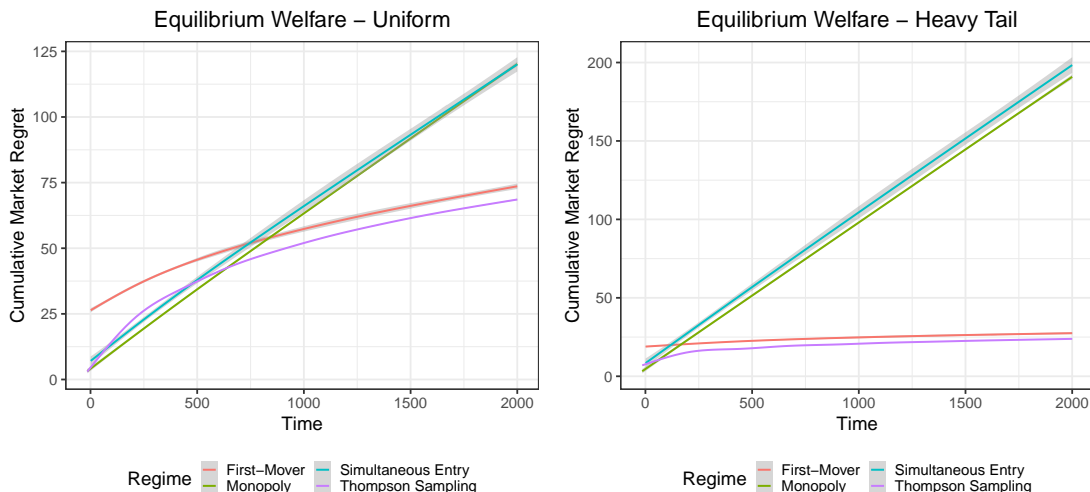 Equilibrium Welfare − Uniform
Cumulative Market Regret
125
100
75
50
25
0
0 500 1000 1500 2000
Time
Regime
First−Mover Simultaneous Entry
Monopoly Thompson Sampling
Equilibrium Welfare − Heavy Tail
Cumulative Market Regret
200
150
100
50
0
0 500 1000 1500 2000
Time
Regime
First−Mover Simultaneous Entry
Monopoly Thompson Sampling